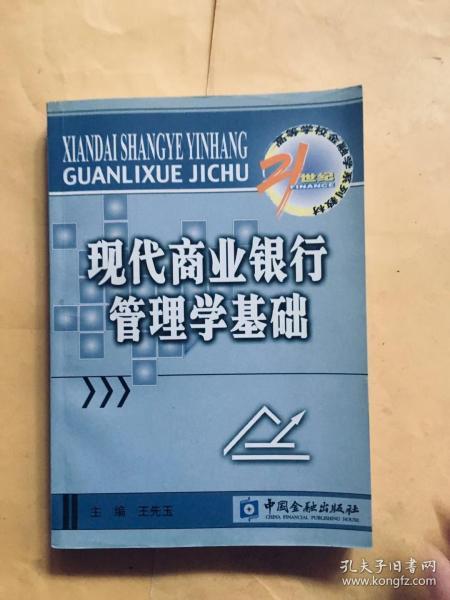 XIANDAI SHANGYE YINHANG
GUANLIXUE JICHU
高等学校金融学系列教材
21世纪
FINANCE
现代商业银行
管理学基础
主 编 王先玉
中国金融出版社
CHINA FINANCIAL PUBLISHING HOUSE
孔夫子旧书网
www.kongfz.com